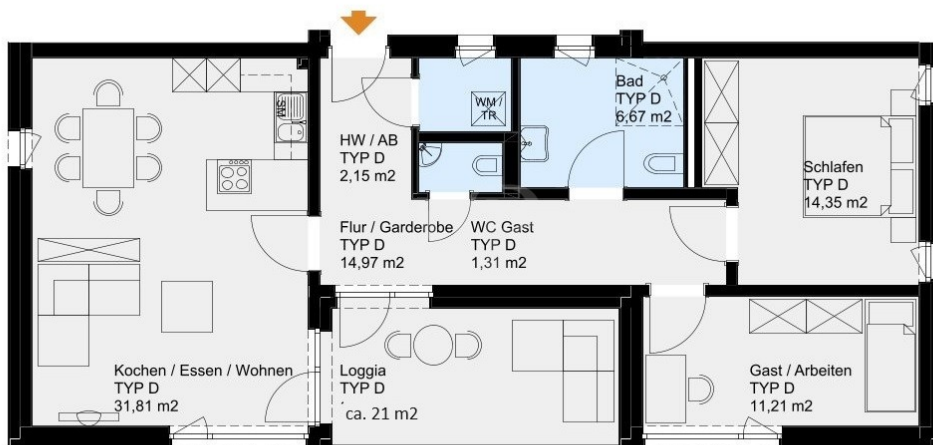 Bad
TYP D
6,67 m2
WM /
TR
SM
HW / AB
TYP D
2,15 m2
Schlafen
TYP D
14,35 m2
Flur / Garderobe
TYP D
14,97 m2
WC Gast
TYP D
1,31 m2
Kochen / Essen / Wohnen
TYP D
31,81 m2
Loggia
TYP D
ca. 21 m2
Gast / Arbeiten
TYP D
11,21 m2